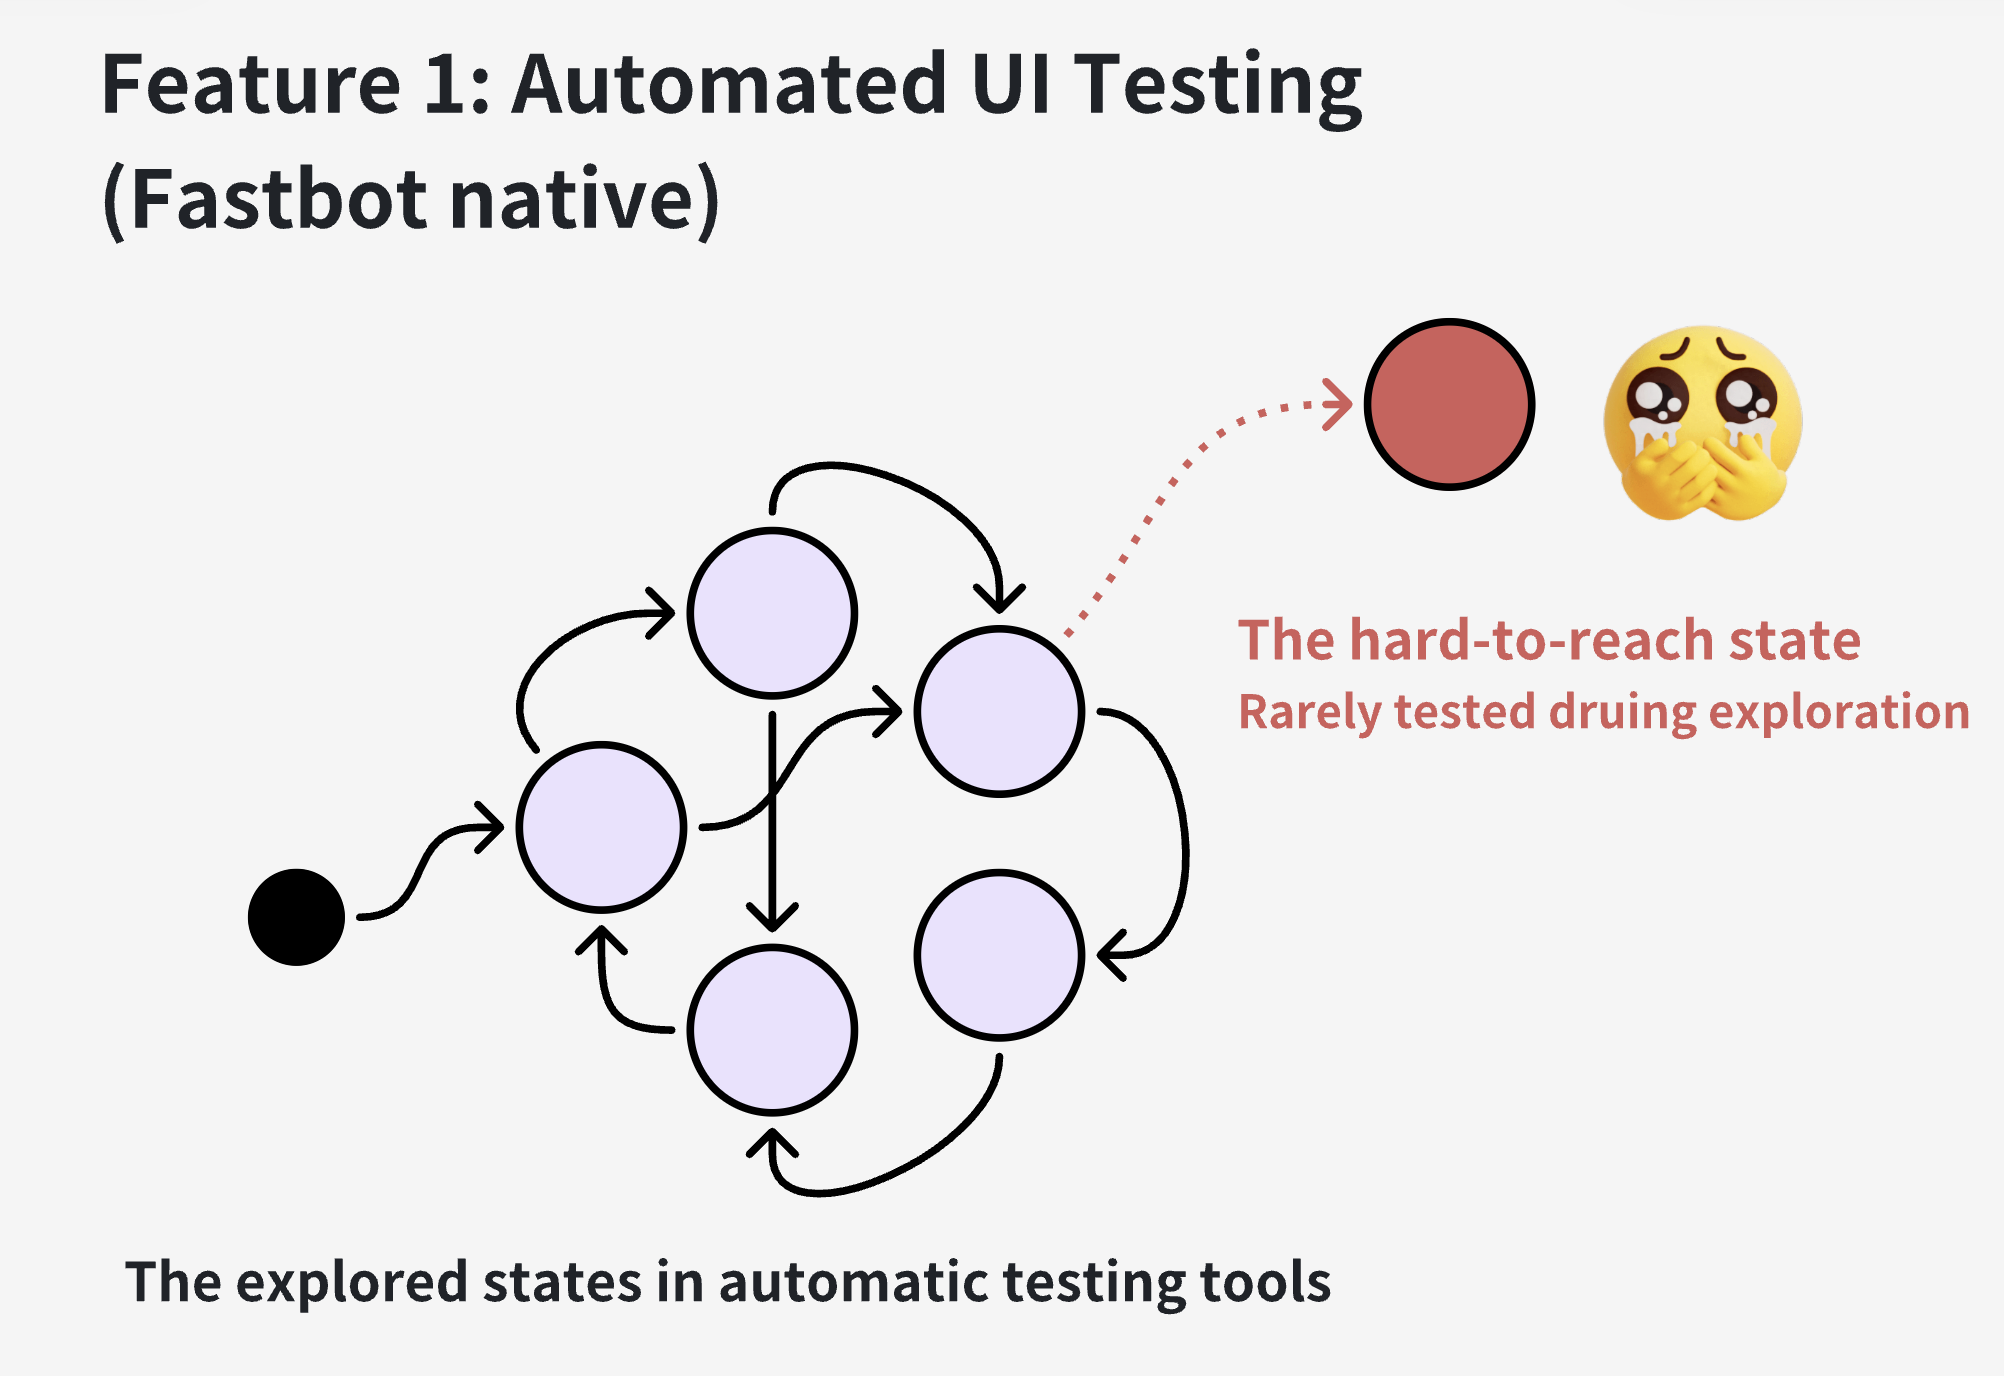 Feature 1: Automated UI Testing
(Fastbot native)
The hard-to-reach state
Rarely tested druing exploration
The explored states in automatic testing tools